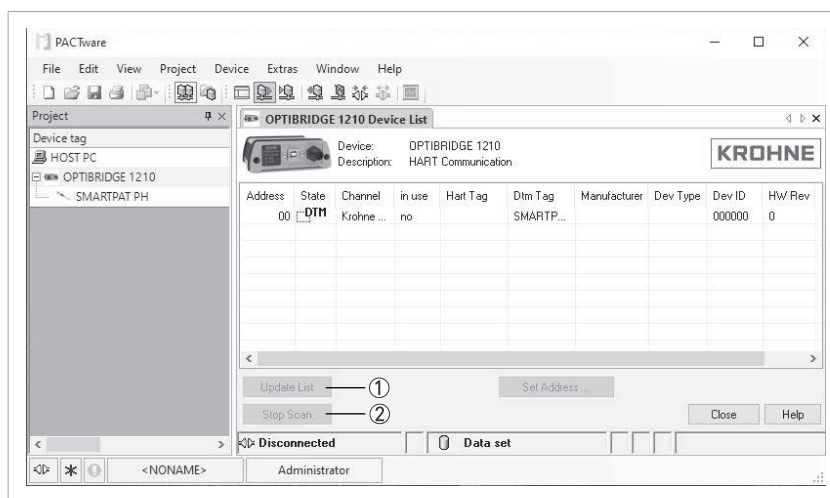 PACTware
File Edit View Project Device Extras Window Help
Project
Device tag
HOST PC
OPTIBRIDGE 1210
SMARTPAT PH
OPTIBRIDGE 1210 Device List
Device: OPTIBRIDGE 1210
Description: HART Communication
KROHNE
Address State Channel in use Hart Tag Dtm Tag Manufacturer Dev Type Dev ID HW Rev
00 DTM Krohne ... no SMARTP... 000000 0
Update List ① Set Address ...
Stop Scan ② Close Help
Disconnected Data set
<NONAME> Administrator